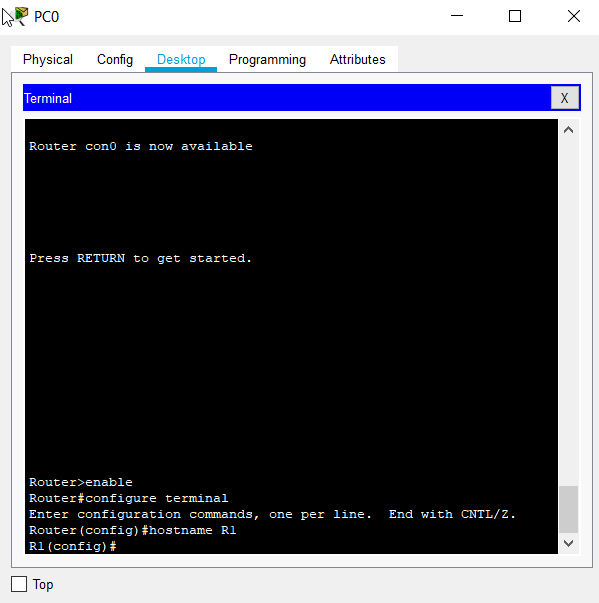 PC0
Physical Config Desktop Programming Attributes
Terminal X
Router con0 is now available
Press RETURN to get started.
Router>enable
Router#configure terminal
Enter configuration commands, one per line.  End with CNTL/Z.
Router(config)#hostname R1
R1(config)#
Top